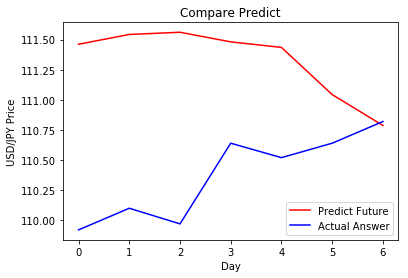 Compare Predict
USD/JPY Price
111.50
111.25
111.00
110.75
110.50
110.25
110.00
0 1 2 3 4 5 6
Day
Predict Future
Actual Answer